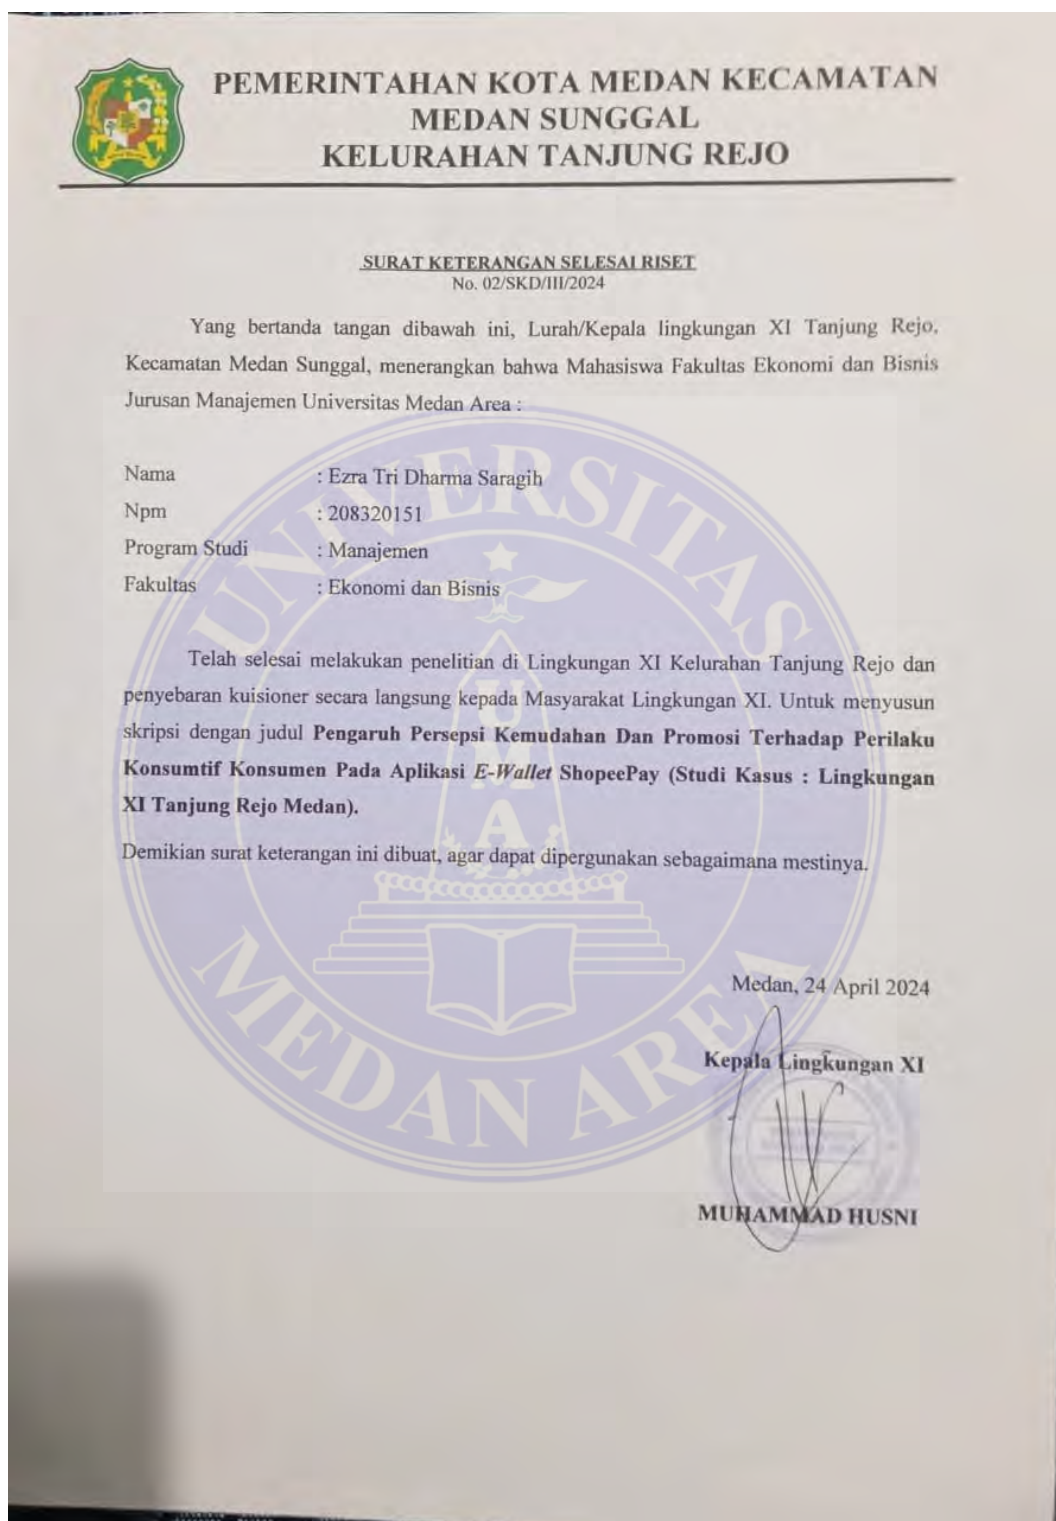 PEMERINTAHAN KOTA MEDAN KECAMATAN
MEDAN SUNGGAL
KELURAHAN TANJUNG REJO
SURAT KETERANGAN SELESAI RISET
No. 02/SKD/III/2024
Yang bertanda tangan dibawah ini, Lurah/Kepala lingkungan XI Tanjung Rejo,
Kecamatan Medan Sunggal, menerangkan bahwa Mahasiswa Fakultas Ekonomi dan Bisnis
Jurusan Manajemen Universitas Medan Area :
Nama : Ezra Tri Dharma Saragih
Npm : 208320151
Program Studi : Manajemen
Fakultas : Ekonomi dan Bisnis
Telah selesai melakukan penelitian di Lingkungan XI Kelurahan Tanjung Rejo dan
penyebaran kuisioner secara langsung kepada Masyarakat Lingkungan XI. Untuk menyusun
skripsi dengan judul Pengaruh Persepsi Kemudahan Dan Promosi Terhadap Perilaku
Konsumtif Konsumen Pada Aplikasi E-Wallet ShopeePay (Studi Kasus : Lingkungan
XI Tanjung Rejo Medan).
Demikian surat keterangan ini dibuat, agar dapat dipergunakan sebagaimana mestinya.
Medan, 24 April 2024
Kepala Lingkungan XI
MUHAMMAD HUSNI
UNIVERSITAS
UMA
MEDAN AREA